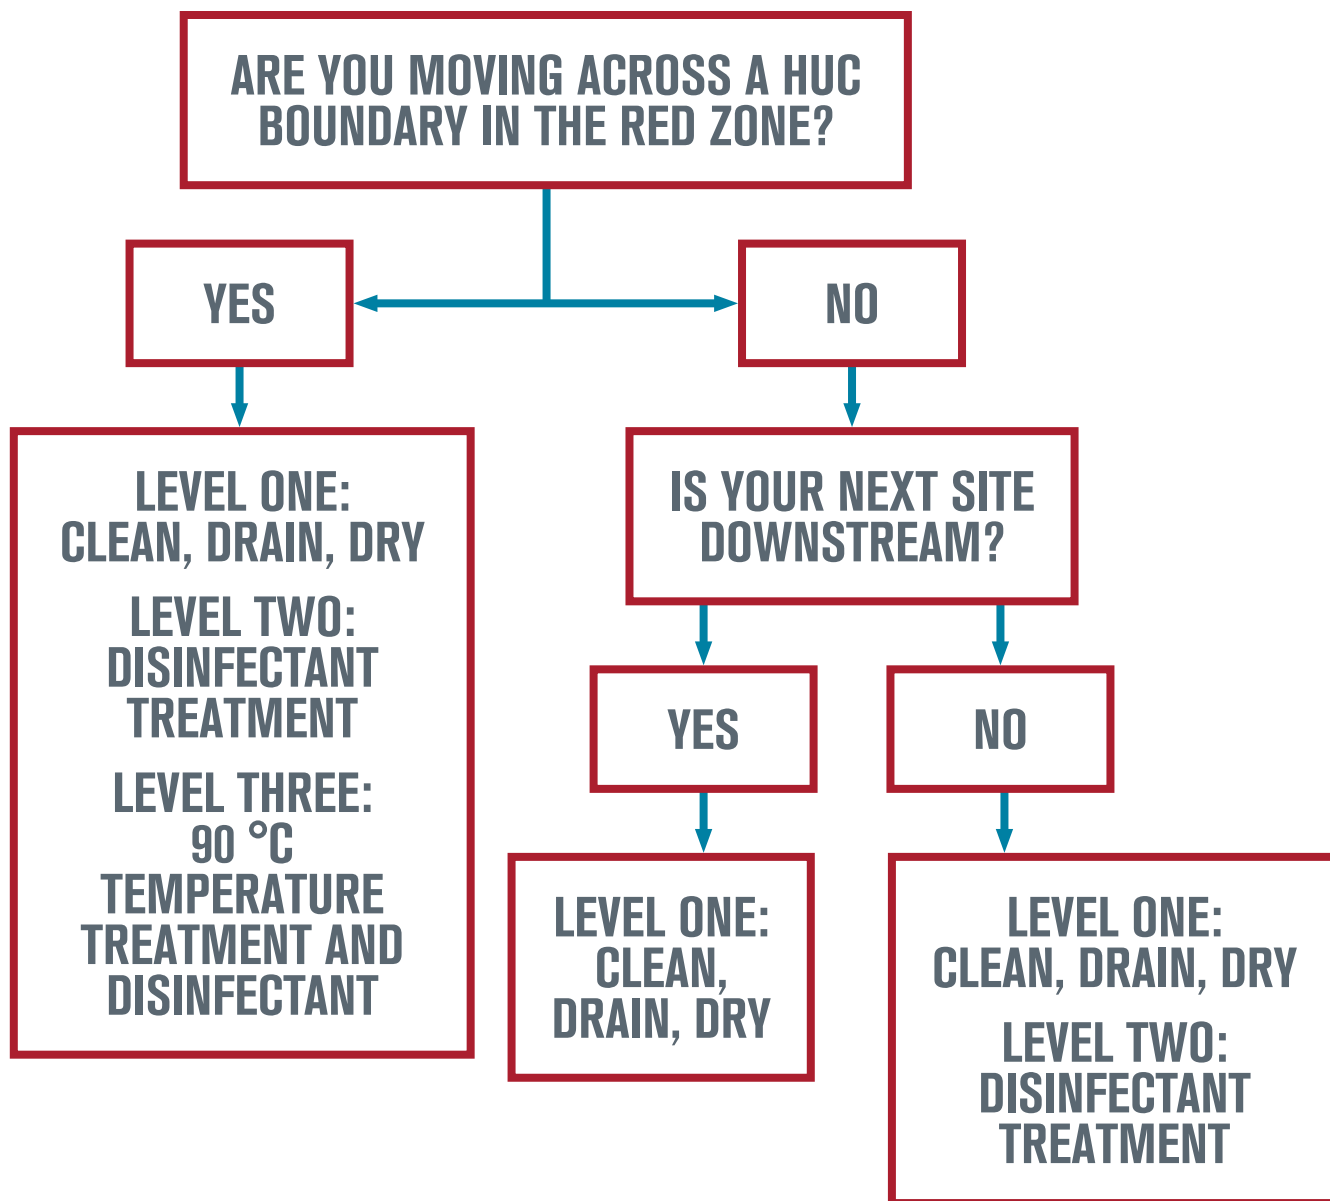 ARE YOU MOVING ACROSS A HUC
BOUNDARY IN THE RED ZONE?
YES
NO
LEVEL ONE:
CLEAN, DRAIN, DRY
LEVEL TWO:
DISINFECTANT
TREATMENT
LEVEL THREE:
90 °C
TEMPERATURE
TREATMENT AND
DISINFECTANT
IS YOUR NEXT SITE
DOWNSTREAM?
YES
NO
LEVEL ONE:
CLEAN,
DRAIN, DRY
LEVEL ONE:
CLEAN, DRAIN, DRY
LEVEL TWO:
DISINFECTANT
TREATMENT